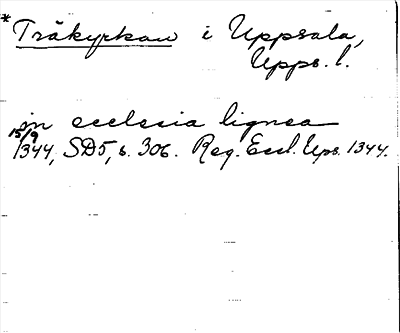 * Träkyrkan i Uppsala,
Upps. l.
in ecclesia lignea
15/9
1344, SD5, s. 306. Reg. Eccl. Ups. 1344.